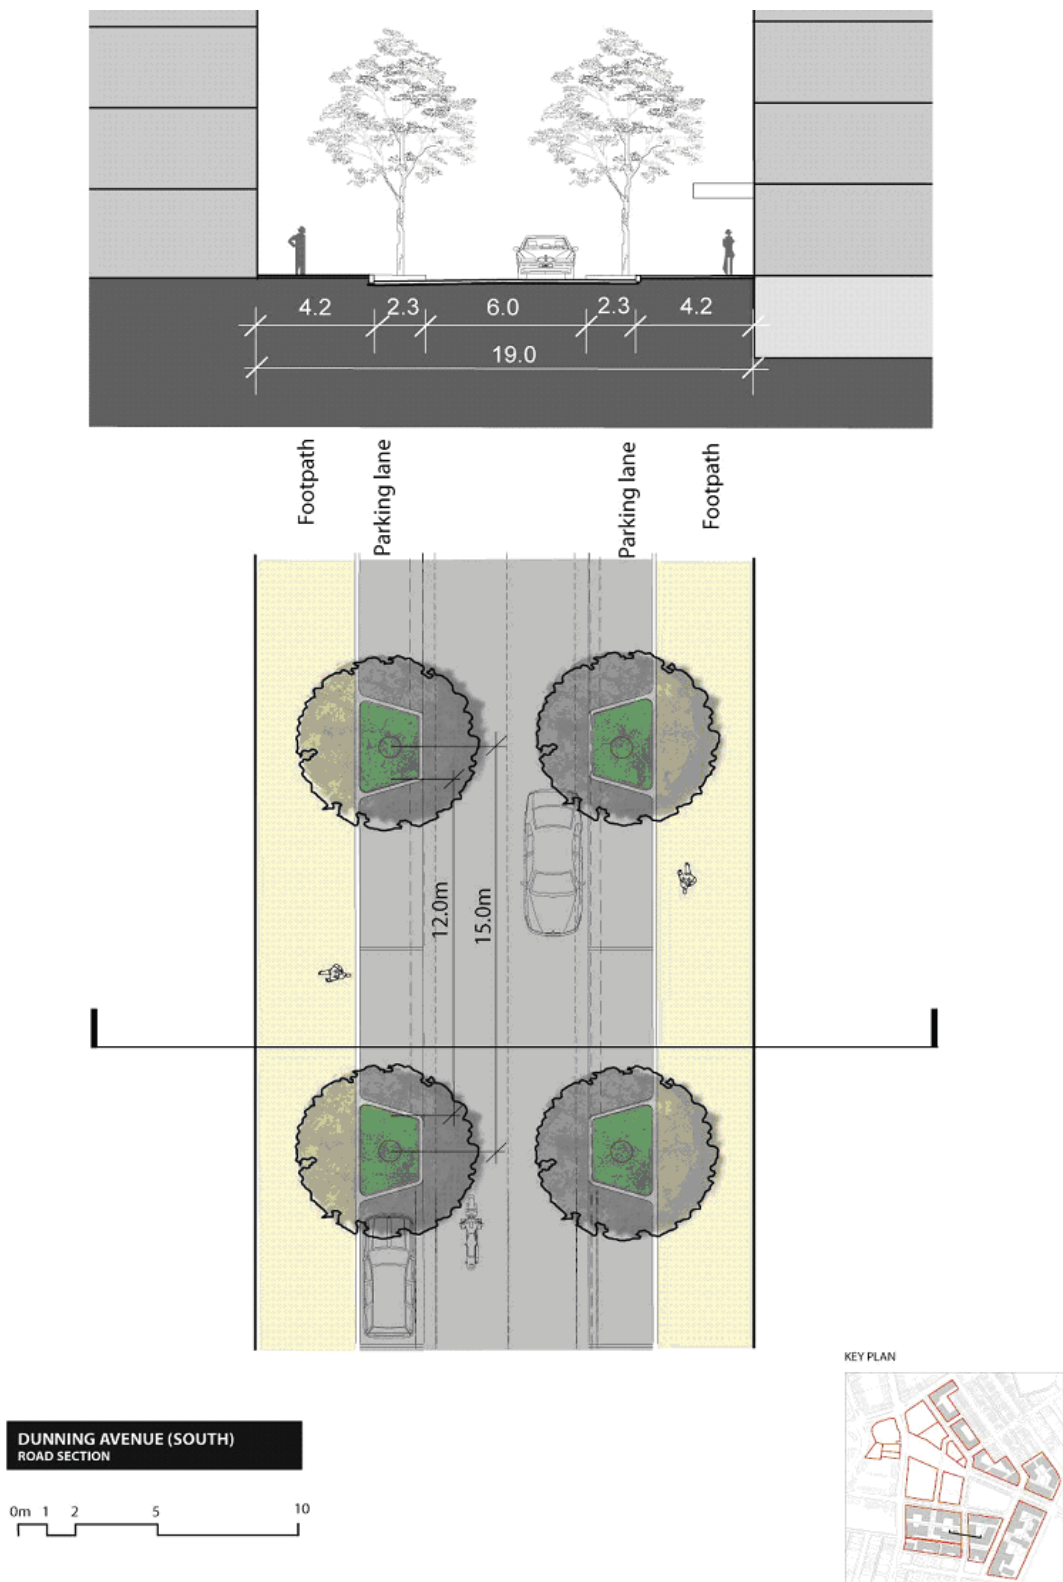 4.2 2.3 6.0 2.3 4.2
19.0
Footpath
Parking lane
Parking lane
Footpath
12.0m
15.0m
KEY PLAN
DUNNING AVENUE (SOUTH)
ROAD SECTION
0m 1 2 5 10